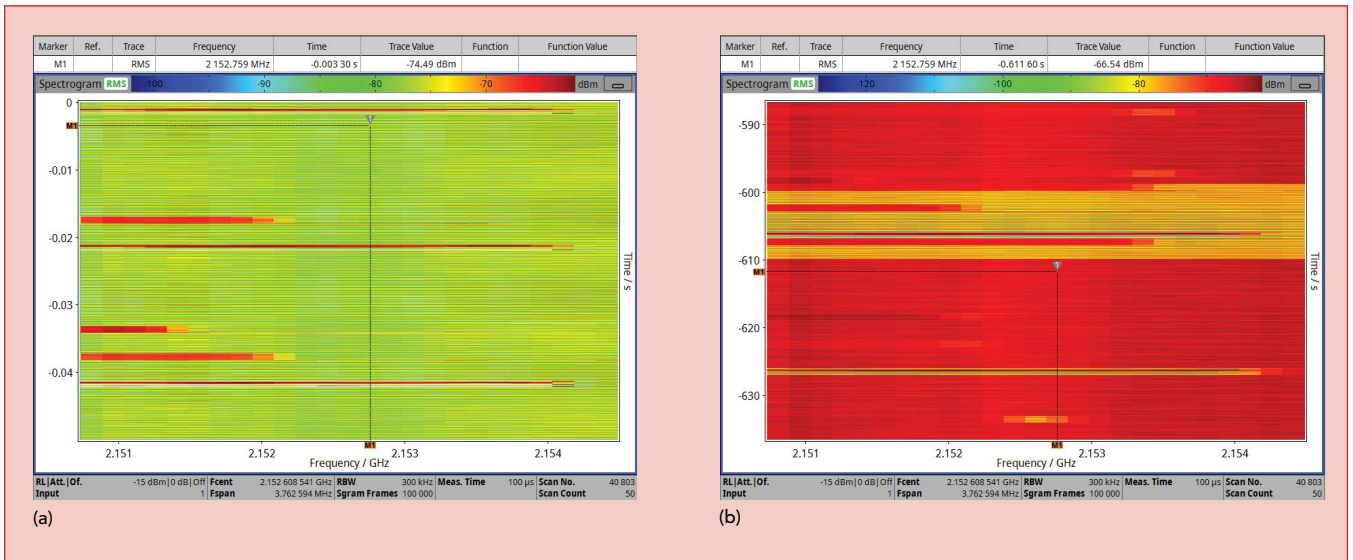 Marker Ref. Trace Frequency Time Trace Value Function Function Value
M1 RMS 2 152.759 MHz -0.003 30 s -74.49 dBm
Spectrogram RMS -100 -90 -80 -70 dBm
0
M1
1
-0.01
-0.02
-0.03
-0.04
Time / s
M1
2.151 2.152 2.153 2.154
Frequency / GHz
RL|Att.|Of. -15 dBm|0 dB|Off Fcent 2.152 608 541 GHz RBW 300 kHz Meas. Time 100 µs Scan No. 40 803
Input 1 Fspan 3.762 594 MHz Sgram Frames 100 000 Scan Count 50
(a)
Marker Ref. Trace Frequency Time Trace Value Function Function Value
M1 RMS 2 152.759 MHz -0.611 60 s -66.54 dBm
Spectrogram RMS -120 -100 -80 dBm
-590
-600
-610
M1
1
-620
-630
Time / s
M1
2.151 2.152 2.153 2.154
Frequency / GHz
RL|Att.|Of. -15 dBm|0 dB|Off Fcent 2.152 608 541 GHz RBW 300 kHz Meas. Time 100 µs Scan No. 40 803
Input 1 Fspan 3.762 594 MHz Sgram Frames 100 000 Scan Count 50
(b)